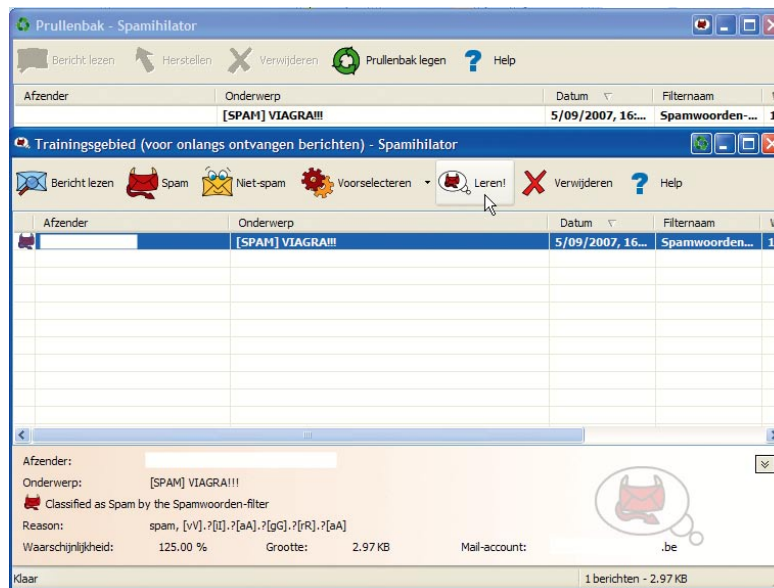 Prullenbak - Spamihilator
Bericht lezen Herstellen Verwijderen Prullenbak legen Help
Afzender Onderwerp Datum Filternaam
[SPAM] VIAGRA!!! 5/09/2007, 16:... Spamwoorden-... 1
Trainingsgebied (voor onlangs ontvangen berichten) - Spamihilator
Bericht lezen Spam Niet-spam Voorselecteren Leren! Verwijderen Help
Afzender Onderwerp Datum Filternaam
[SPAM] VIAGRA!!! 5/09/2007, 16... Spamwoorden... 1
Afzender:
Onderwerp: [SPAM] VIAGRA!!!
Classified as Spam by the Spamwoorden-filter
Reason: spam, [vV].?[iI].?[aA].?[gG].?[rR].?[aA]
Waarschijnlijkheid: 125.00 % Grootte: 2.97 KB Mail-account: .be
Klaar 1 berichten - 2.97 KB